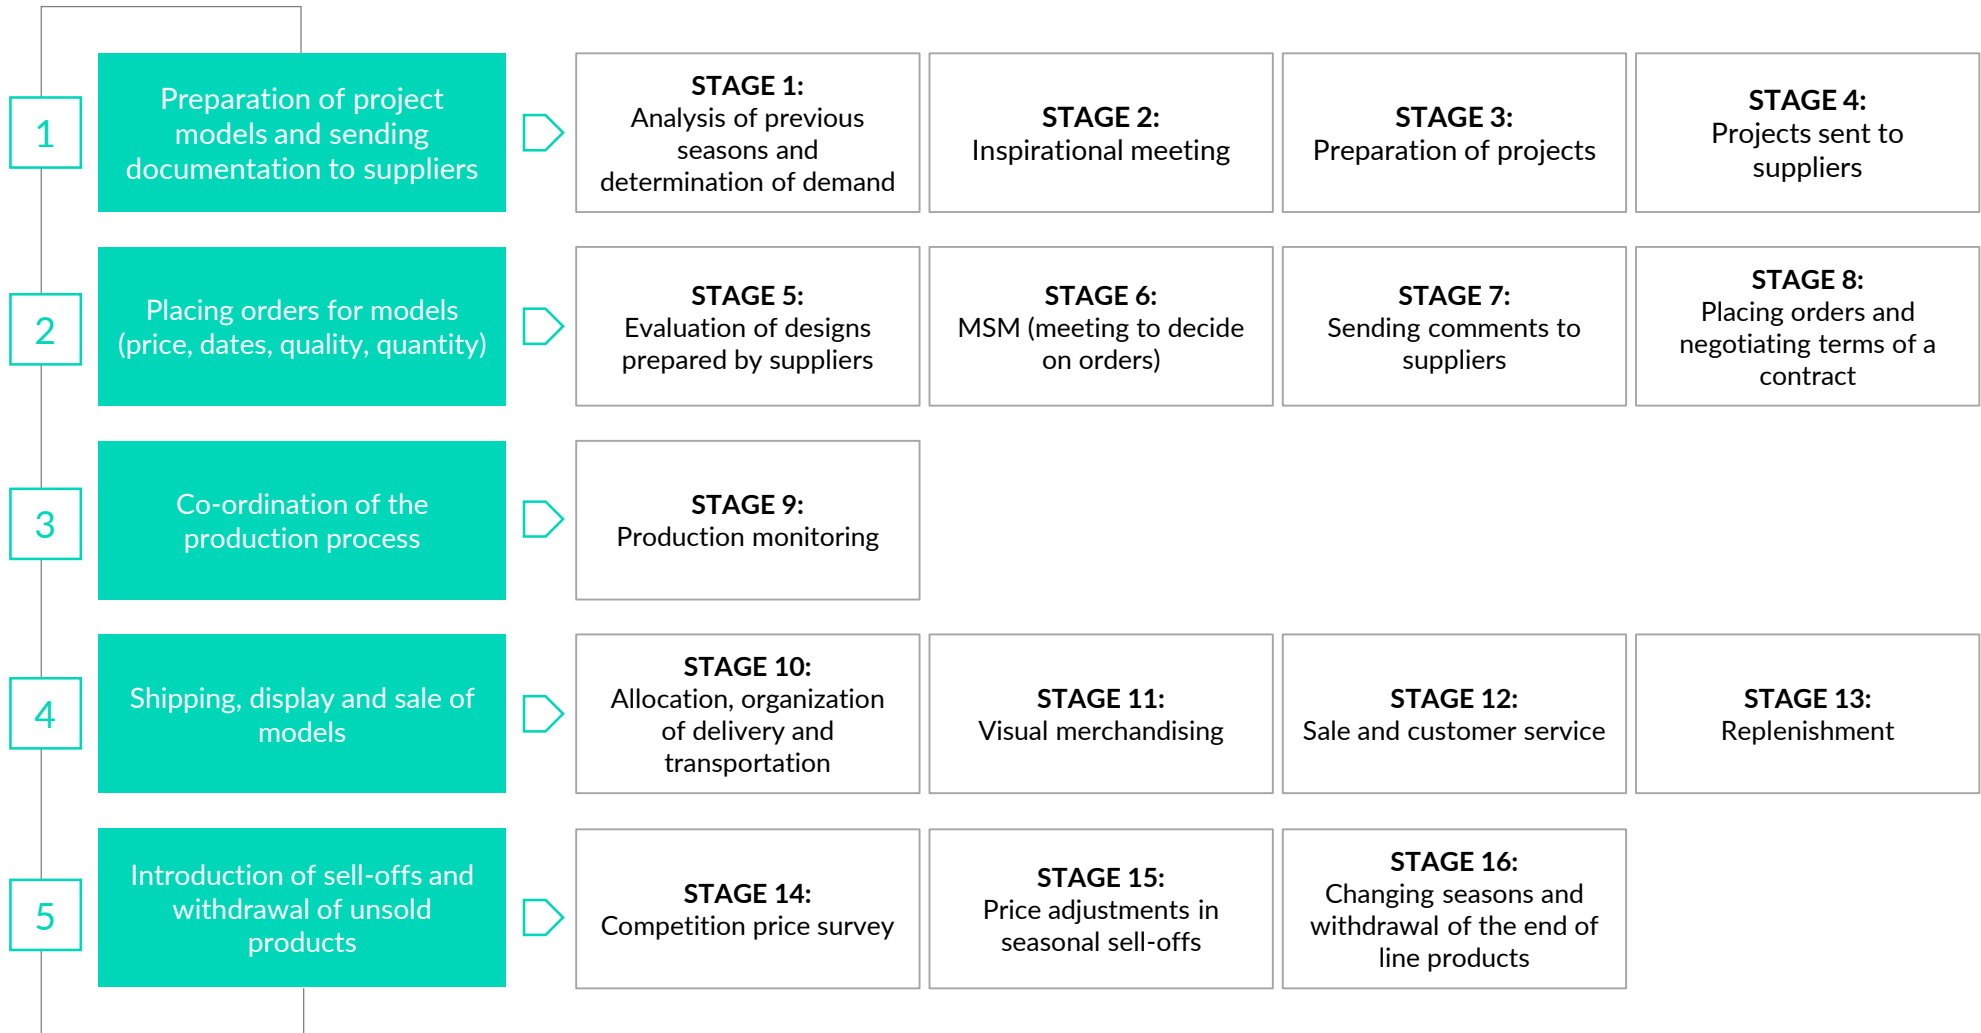 1
Preparation of project
models and sending
documentation to suppliers
STAGE 1:
Analysis of previous
seasons and
determination of demand
STAGE 2:
Inspirational meeting
STAGE 3:
Preparation of projects
STAGE 4:
Projects sent to
suppliers
2
Placing orders for models
(price, dates, quality, quantity)
STAGE 5:
Evaluation of designs
prepared by suppliers
STAGE 6:
MSM (meeting to decide
on orders)
STAGE 7:
Sending comments to
suppliers
STAGE 8:
Placing orders and
negotiating terms of a
contract
3
Co-ordination of the
production process
STAGE 9:
Production monitoring
4
Shipping, display and sale of
models
STAGE 10:
Allocation, organization
of delivery and
transportation
STAGE 11:
Visual merchandising
STAGE 12:
Sale and customer service
STAGE 13:
Replenishment
5
Introduction of sell-offs and
withdrawal of unsold
products
STAGE 14:
Competition price survey
STAGE 15:
Price adjustments in
seasonal sell-offs
STAGE 16:
Changing seasons and
withdrawal of the end of
line products